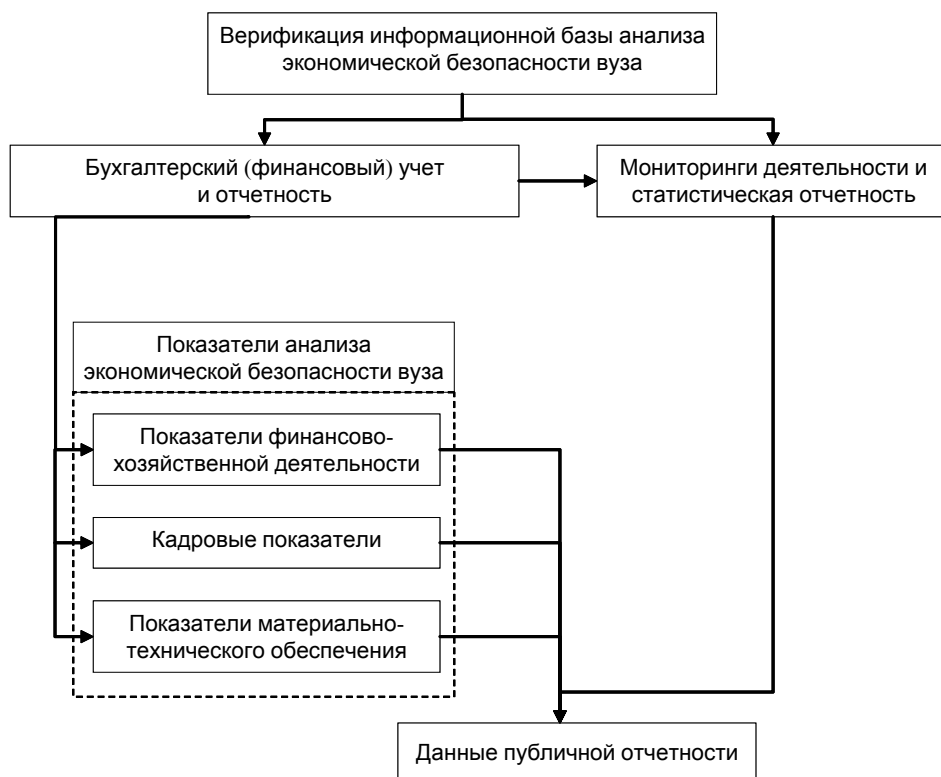 Верификация информационной базы анализа
экономической безопасности вуза
Бухгалтерский (финансовый) учет
и отчетность
Мониторинги деятельности и
статистическая отчетность
Показатели анализа
экономической безопасности вуза
Показатели финансово-
хозяйственной деятельности
Кадровые показатели
Показатели материально-
технического обеспечения
Данные публичной отчетности